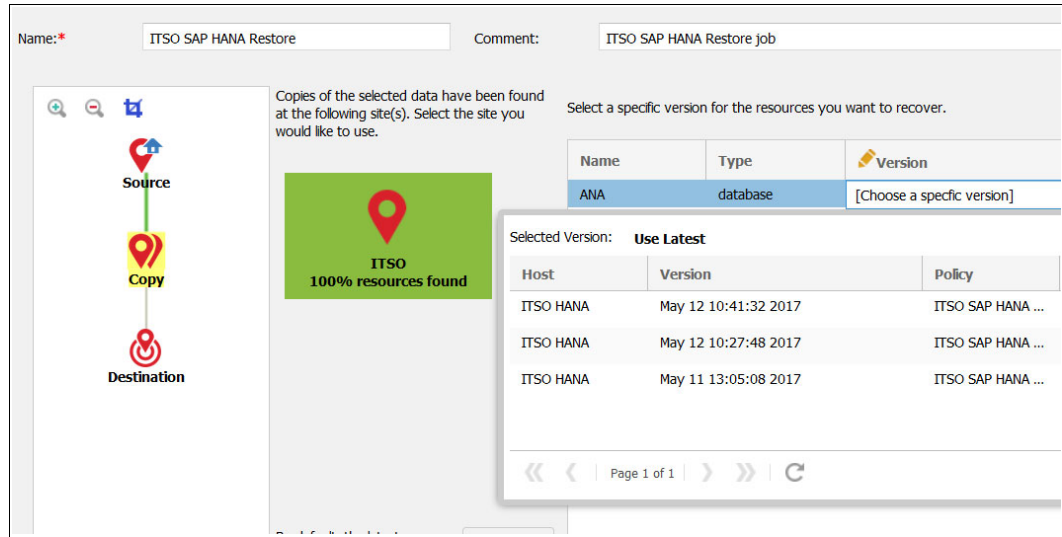 Name:*
ITSO SAP HANA Restore
Comment:
ITSO SAP HANA Restore job
Source
Copy
Destination
Copies of the selected data have been found
at the following site(s). Select the site you
would like to use.
ITSO
100% resources found
Select a specific version for the resources you want to recover.
Name Type Version
ANA database [Choose a specfic version]
Selected Version: Use Latest
Host Version Policy
ITSO HANA May 12 10:41:32 2017 ITSO SAP HANA ...
ITSO HANA May 12 10:27:48 2017 ITSO SAP HANA ...
ITSO HANA May 11 13:05:08 2017 ITSO SAP HANA ...
Page 1 of 1